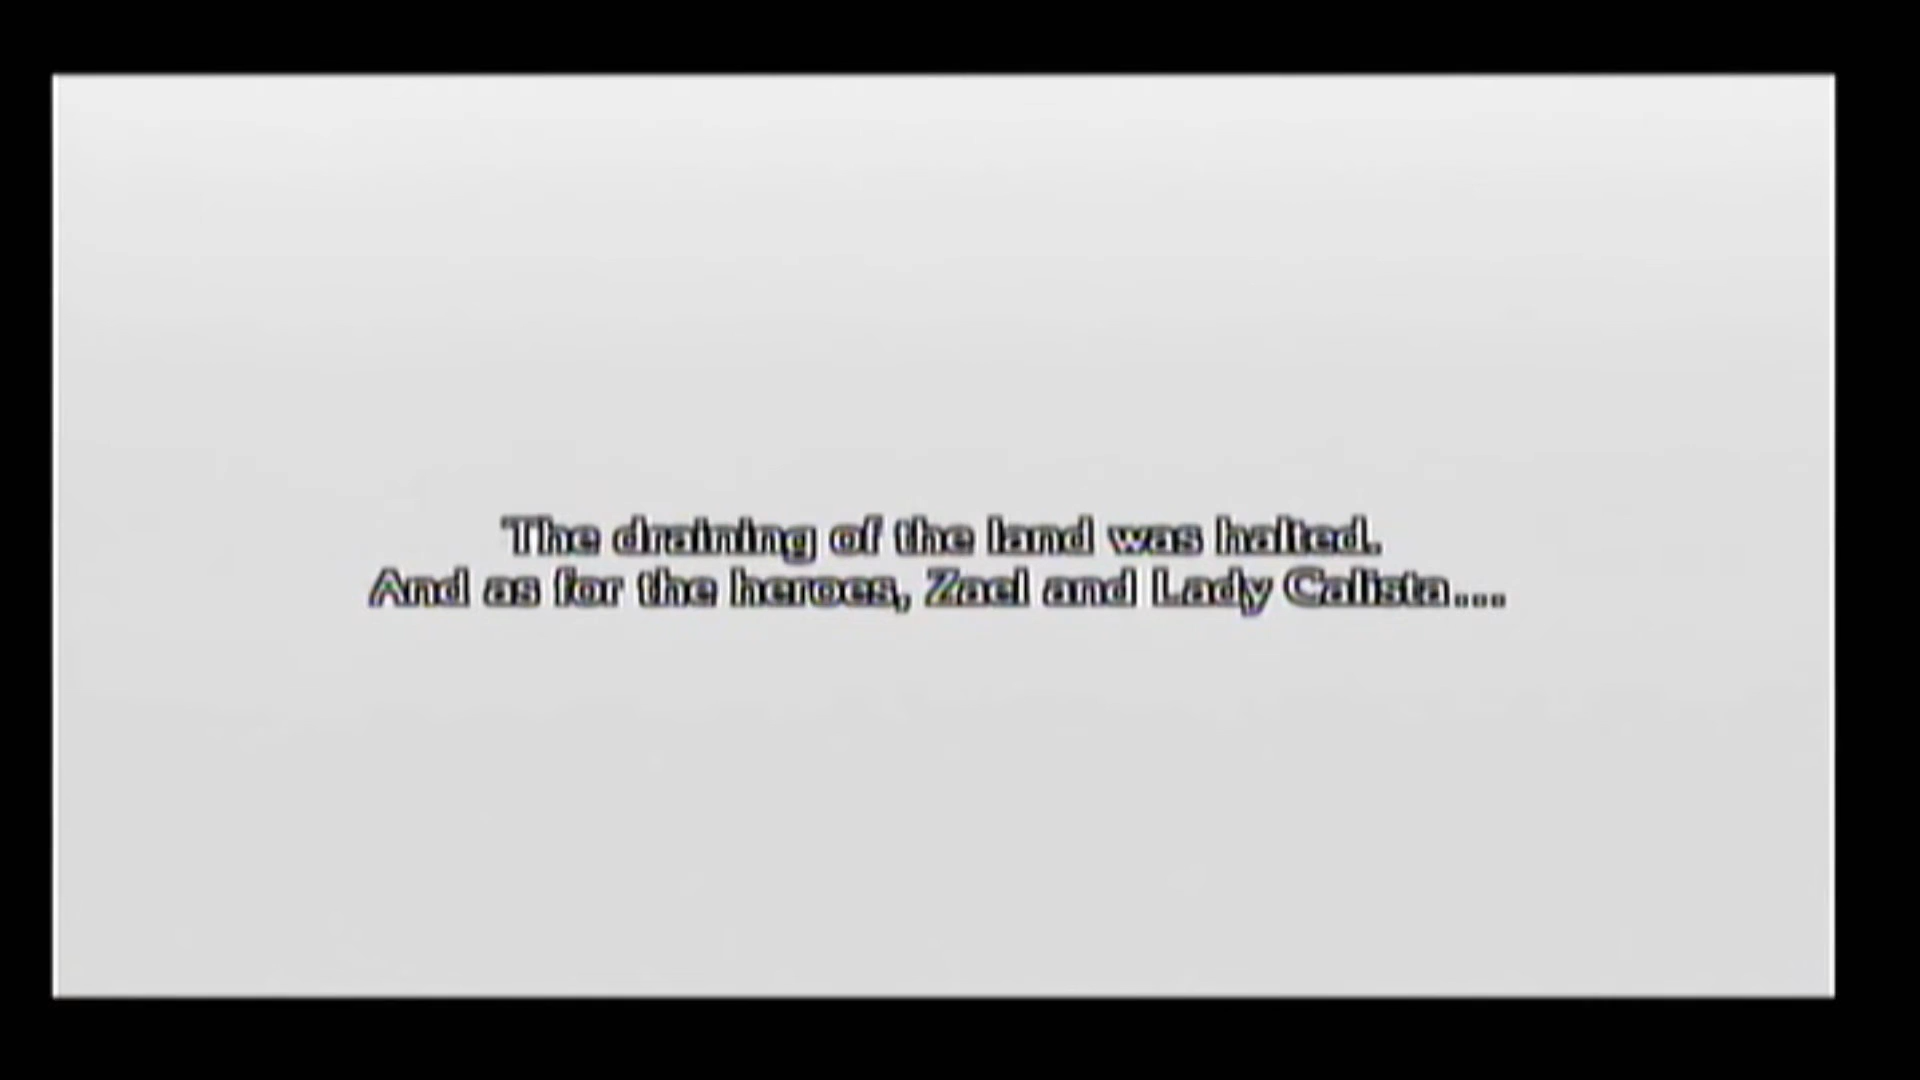 The draining of the land was halted.
And as for the heroes, Zael and Lady Calista....